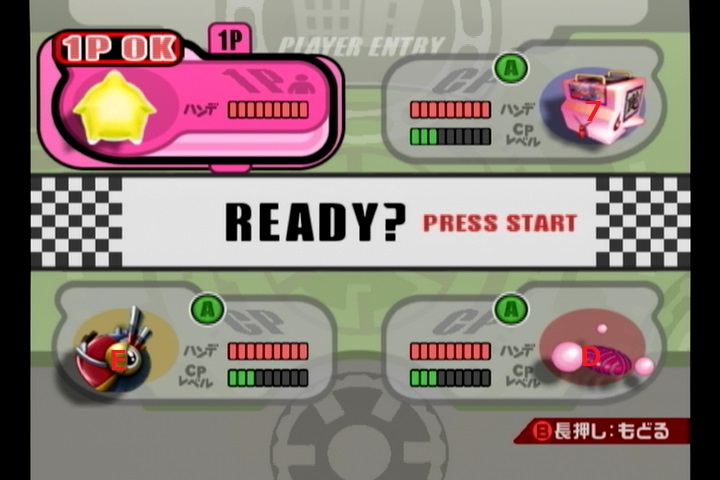 1P OK
1P
PLAYER ENTRY
1P
ハンデ
A
CP
ハンデ
CP
レベル
7
READY? PRESS START
A
CP
ハンデ
CP
レベル
E
A
CP
ハンデ
CP
レベル
D
B長押し:もどる